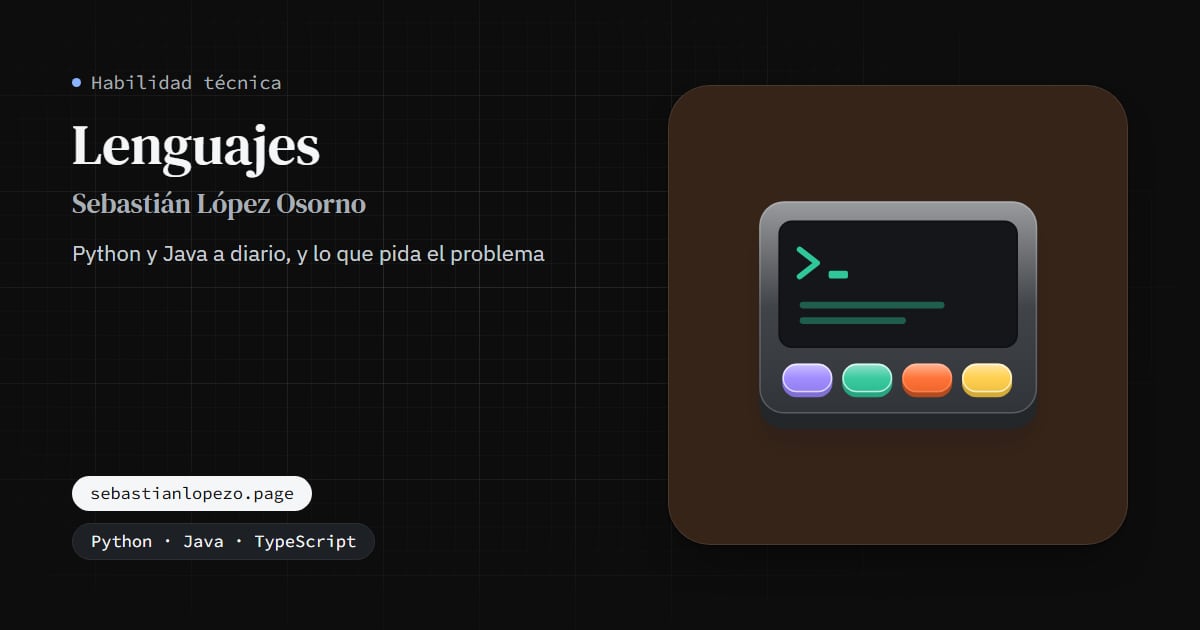 Habilidad técnica
Lenguajes
Sebastián López Osorno
Python y Java a diario, y lo que pida el problema
>_
sebastianlopezo.page
Python · Java · TypeScript